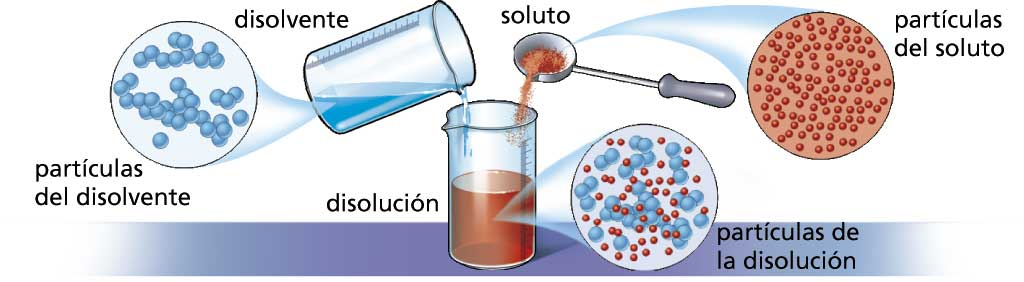 disolvente
soluto
partículas
del soluto
partículas
del disolvente
disolución
partículas de
la disolución